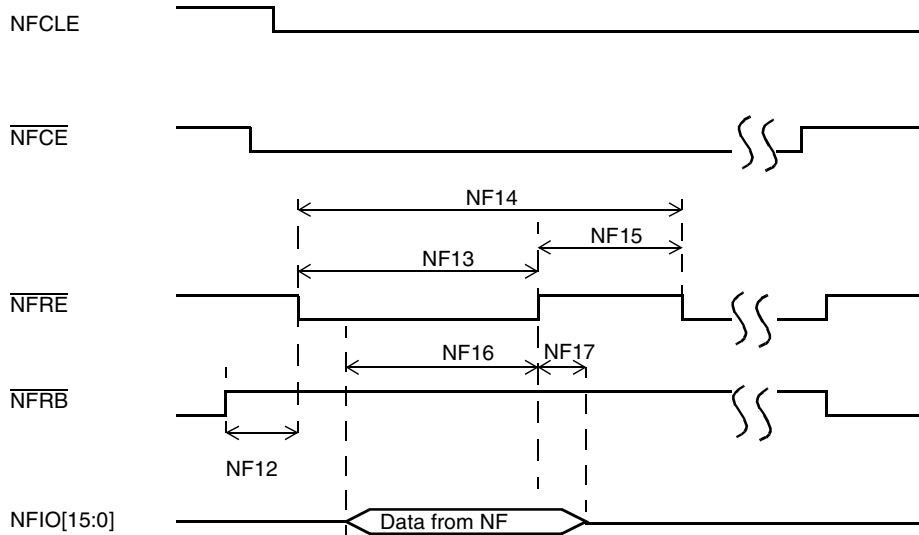 NFCLE
NFCE
NF14
NF15
NF13
NFRE
NF16
NF17
NFRB
NF12
NFIO[15:0]
Data from NF